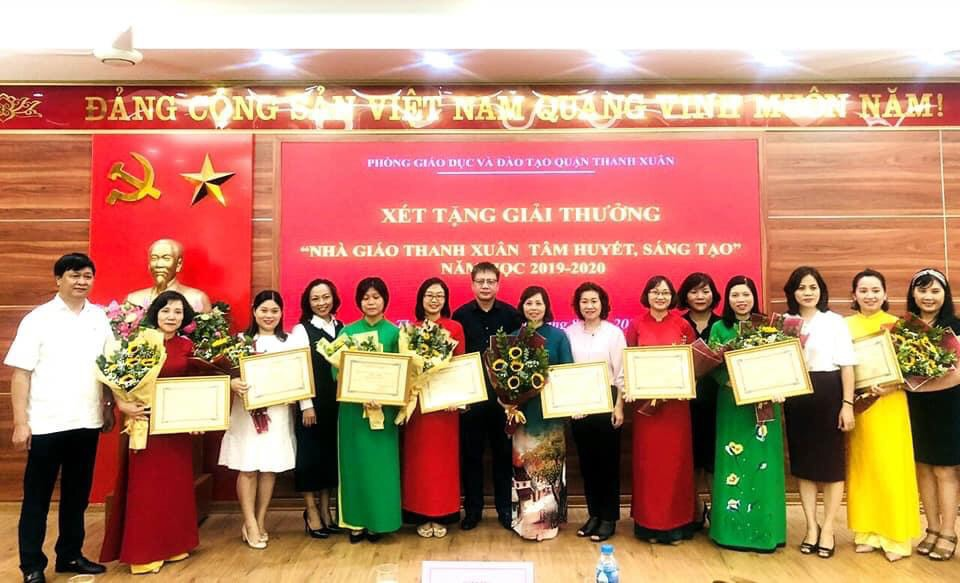 ĐẢNG CỘNG SẢN VIỆT NAM QUANG VINH MUÔN NĂM!
PHÒNG GIÁO DỤC VÀ ĐÀO TẠO QUẬN THANH XUÂN
XÉT TẶNG GIẢI THƯỞNG
“NHÀ GIÁO THANH XUÂN TÂM HUYẾT, SÁNG TẠO”
NĂM HỌC 2019-2020